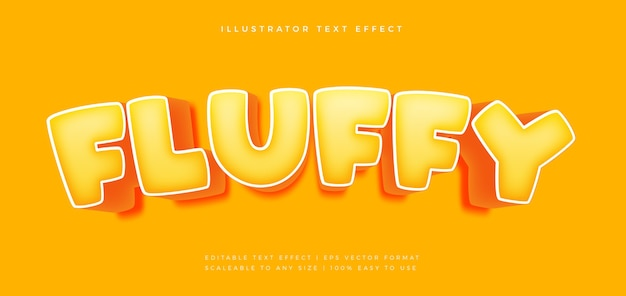 ILLUSTRATOR TEXT EFFECT
FLUFFY
EDITABLE TEXT EFFECT | EPS VECTOR FORMAT
SCALEABLE TO ANY SIZE | 100% EASY TO USE